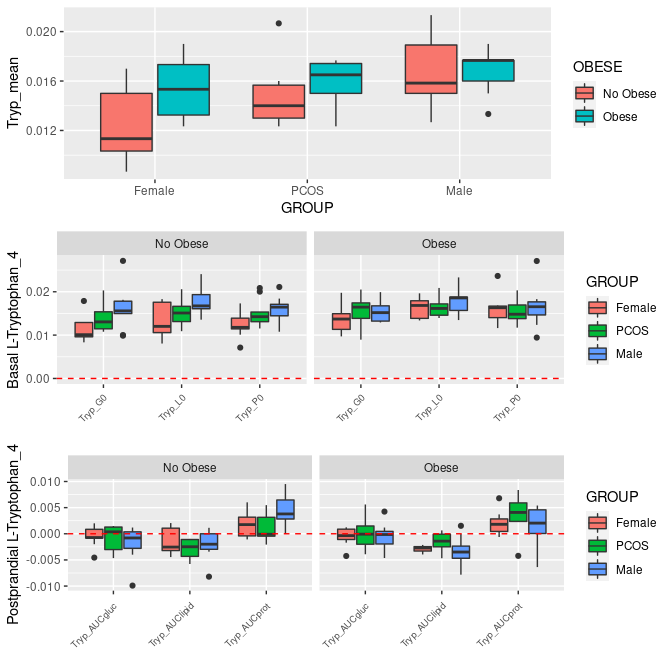 Tryp_mean
0.020
0.016
0.012
Female PCOS Male
GROUP
OBESE
No Obese
Obese
Basal L-Tryptophan_4
No Obese Obese
0.02
0.01
0.00
Tryp_G0 Tryp_L0 Tryp_P0 Tryp_G0 Tryp_L0 Tryp_P0
GROUP
Female
PCOS
Male
Postprandial L-Tryptophan_4
No Obese Obese
0.010
0.005
0.000
-0.005
-0.010
Tryp_AUCgluc Tryp_AUClipid Tryp_AUCprot Tryp_AUCgluc Tryp_AUClipid Tryp_AUCprot
GROUP
Female
PCOS
Male